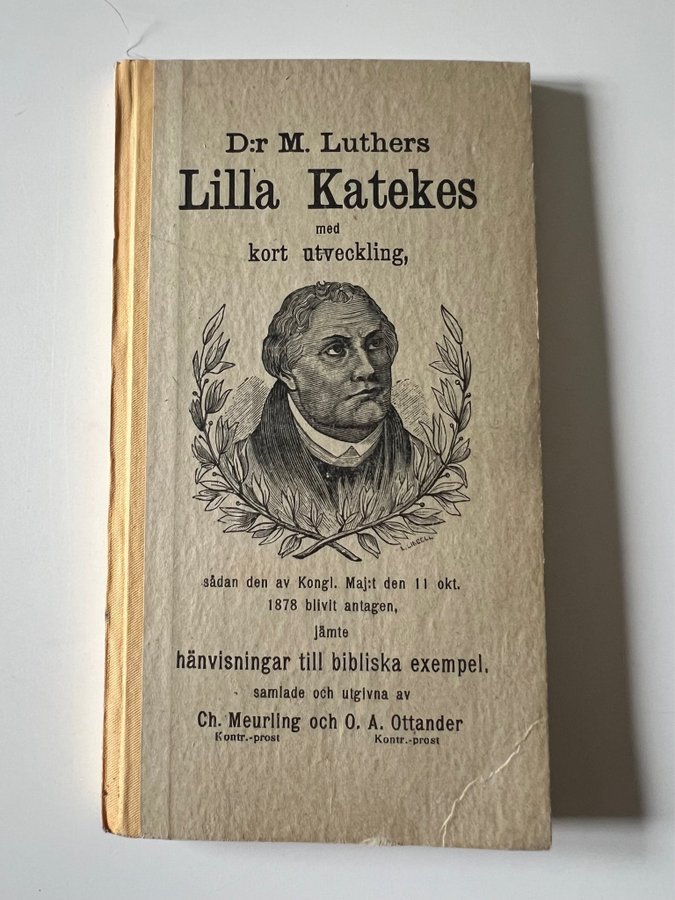 D:r M. Luthers
Lilla Katekes
med
kort utveckling,
sådan den av Kongl. Maj:t den 11 okt.
1878 blivit antagen,
jämte
hänvisningar till bibliska exempel,
samlade och utgivna av
Ch. Meurling och O. A. Ottander
Kontr.-prost Kontr.-prost